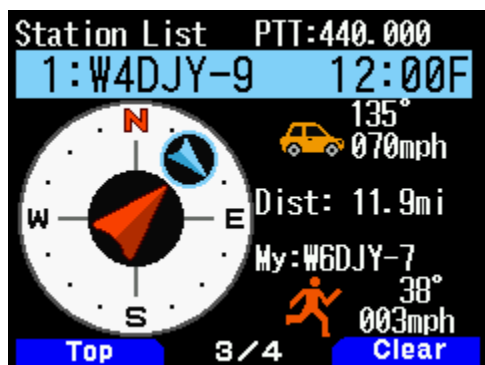 Station List PTT:440.000
1:W4DJY-9 12:00F
135°
070mph
N
W E
S
Dist: 11.9mi
My:W6DJY-7
38°
003mph
Top 3/4 Clear